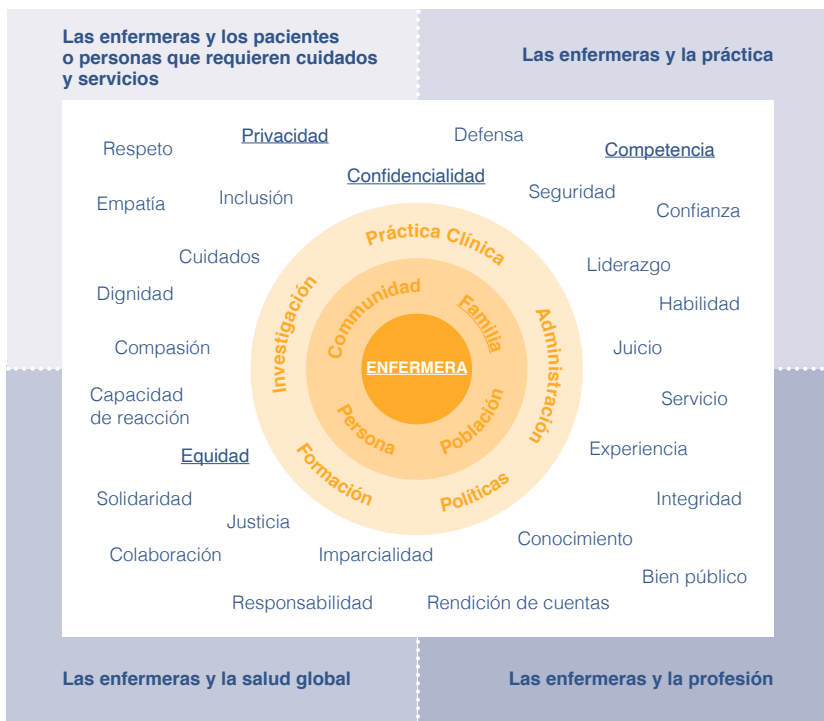 Las enfermeras y los pacientes
o personas que requieren cuidados
y servicios
Las enfermeras y la práctica
Respeto
Privacidad
Defensa
Competencia
Confidencialidad
Empatía
Inclusión
Seguridad
Confianza
Cuidados
Práctica Clínica
Liderazgo
Dignidad
Investigación
Communidad
Familia
Administración
Habilidad
Compasión
ENFERMERA
Juicio
Capacidad
de reacción
Persona
Población
Servicio
Equidad
Formación
Políticas
Experiencia
Solidaridad
Integridad
Justicia
Conocimiento
Colaboración
Imparcialidad
Bien público
Responsabilidad
Rendición de cuentas
Las enfermeras y la salud global
Las enfermeras y la profesión